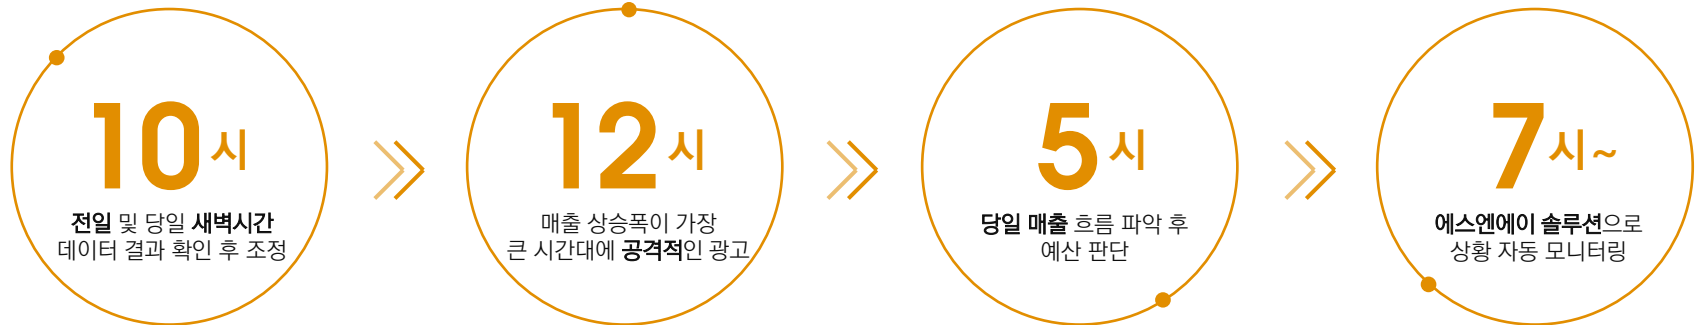 10시
전일 및 당일 새벽시간
데이터 결과 확인 후 조정
12시
매출 상승폭이 가장
큰 시간대에 공격적인 광고
5시
당일 매출 흐름 파악 후
예산 판단
7시~
에스엔에이 솔루션으로
상황 자동 모니터링